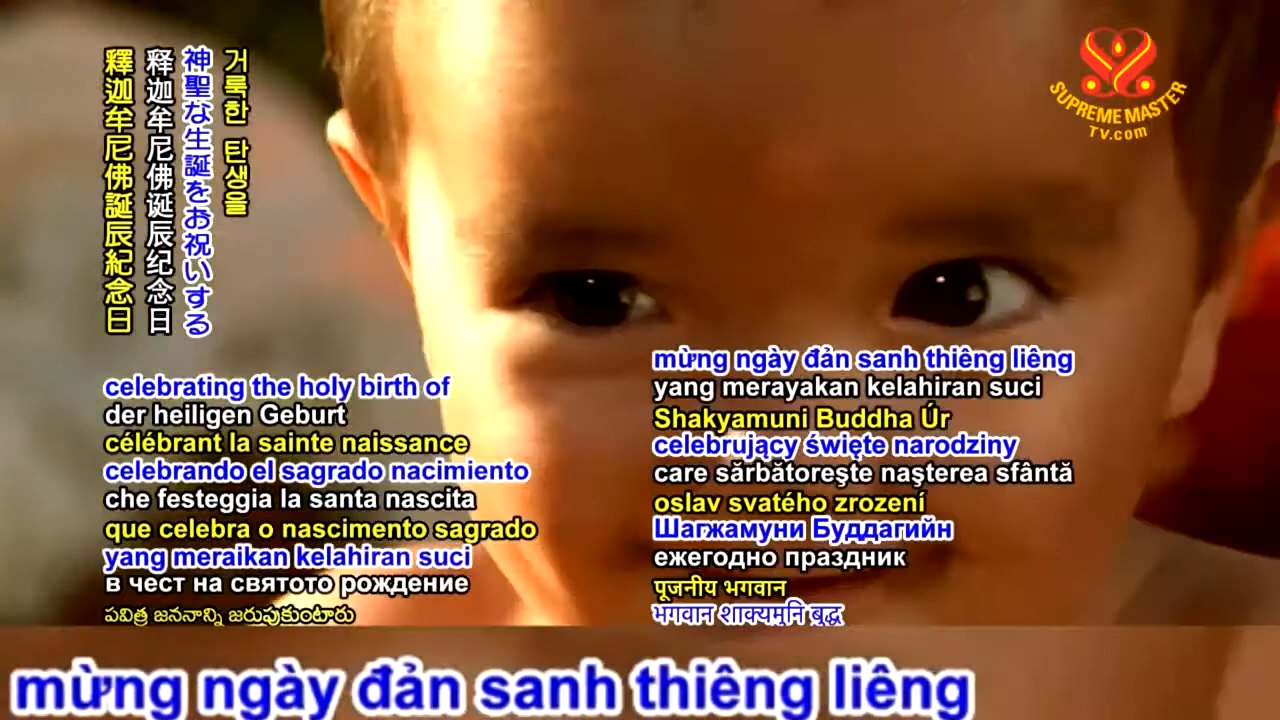 거룩한 탄생을
神聖な生誕をお祝いする
释迦牟尼佛诞辰纪念日
釋迦牟尼佛誕辰紀念日
SUPREME MASTER
TV.com
celebrating the holy birth of
der heiligen Geburt
célébrant la sainte naissance
celebrando el sagrado nacimiento
che festeggia la santa nascita
que celebra o nascimento sagrado
yang meraikan kelahiran suci
в чест на святото рождение
పవిత్ర జననాన్ని జరుపుకుంటారు
mừng ngày đản sanh thiêng liêng
yang merayakan kelahiran suci
Shakyamuni Buddha Úr
celebrujący święte narodziny
care sărbătoreşte naşterea sfântă
oslav svatého zrození
Шагжамуни Буддагийн
ежегодно праздник
पूजनीय भगवान
भगवान शाक्यमुनि बुद्ध
mừng ngày đản sanh thiêng liêng